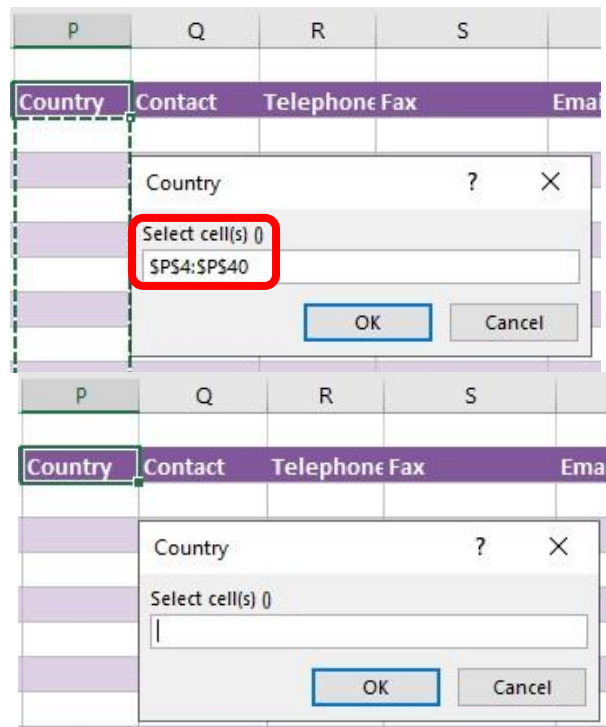 P Q R S
Country Contact Telephone Fax Emai
Country ? ×
Select cell(s) ()
$P$4:$P$40
OK Cancel
P Q R S
Country Contact Telephone Fax Ema
Country ? ×
Select cell(s) ()
OK Cancel